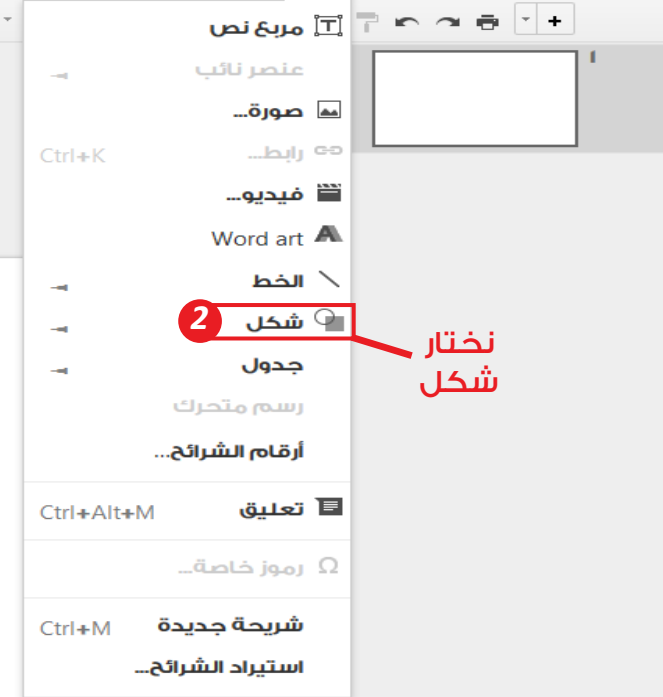 مربع نص
عنصر نائب
صورة...
رابط... Ctrl+K
فيديو...
Word art
الخط
شكل 2
جدول
رسم متحرك
أرقام الشرائح...
تعليق Ctrl+Alt+M
رموز خاصة...
شريحة جديدة Ctrl+M
استيراد الشرائح...
1
نختار
شكل